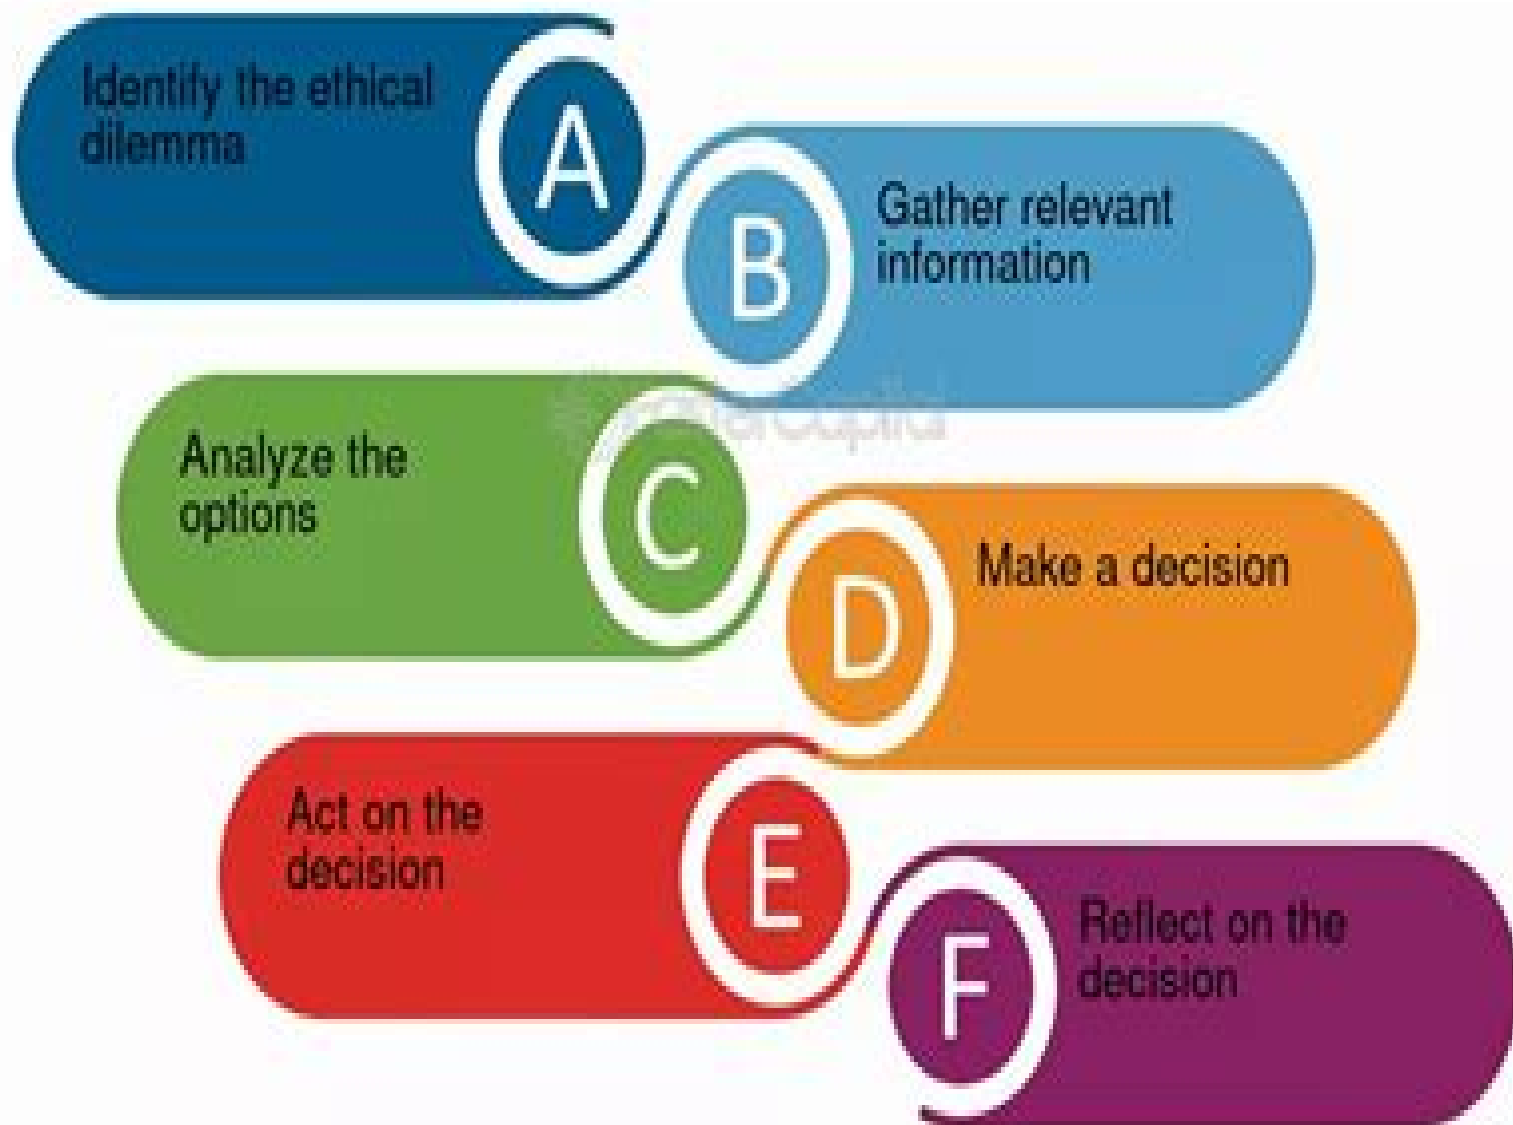 Identify the ethical
dilemma
A
B
Gather relevant
information
Analyze the
options
C
D
Make a decision
Act on the
decision
E
F
Reflect on the
decision